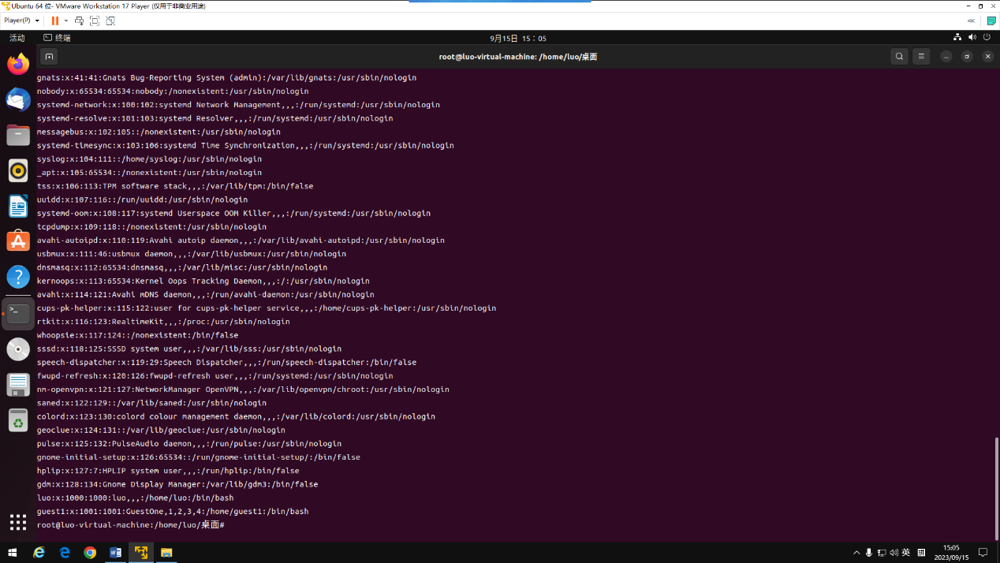 Ubuntu 64 位- VMware Workstation 17 Player (仅用于非商业用途)
Player(P)
活动
终端
9月15日 15：05
root@luo-virtual-machine: /home/luo/桌面
gnats:x:41:41:Gnats Bug-Reporting System (admin):/var/lib/gnats:/usr/sbin/nologin
nobody:x:65534:65534:nobody:/nonexistent:/usr/sbin/nologin
systemd-network:x:100:102:systemd Network Management,,,:/run/systemd:/usr/sbin/nologin
systemd-resolve:x:101:103:systemd Resolver,,,:/run/systemd:/usr/sbin/nologin
messagebus:x:102:105::/nonexistent:/usr/sbin/nologin
systemd-timesync:x:103:106:systemd Time Synchronization,,,:/run/systemd:/usr/sbin/nologin
syslog:x:104:111::/home/syslog:/usr/sbin/nologin
_apt:x:105:65534::/nonexistent:/usr/sbin/nologin
tss:x:106:113:TPM software stack,,,:/var/lib/tpm:/bin/false
uuidd:x:107:116::/run/uuidd:/usr/sbin/nologin
systemd-oom:x:108:117:systemd Userspace OOM Killer,,,:/run/systemd:/usr/sbin/nologin
tcpdump:x:109:118::/nonexistent:/usr/sbin/nologin
avahi-autoipd:x:110:119:Avahi autoip daemon,,,:/var/lib/avahi-autoipd:/usr/sbin/nologin
usbmux:x:111:46:usbmux daemon,,,:/var/lib/usbmux:/usr/sbin/nologin
dnsmasq:x:112:65534:dnsmasq,,,:/var/lib/misc:/usr/sbin/nologin
kernoops:x:113:65534:Kernel Oops Tracking Daemon,,,:/:/usr/sbin/nologin
avahi:x:114:121:Avahi mDNS daemon,,,:/run/avahi-daemon:/usr/sbin/nologin
cups-pk-helper:x:115:122:user for cups-pk-helper service,,,:/home/cups-pk-helper:/usr/sbin/nologin
rtkit:x:116:123:RealtimeKit,,,:/proc:/usr/sbin/nologin
whoopsie:x:117:124::/nonexistent:/bin/false
sssd:x:118:125:SSSD system user,,,:/var/lib/sss:/usr/sbin/nologin
speech-dispatcher:x:119:29:Speech Dispatcher,,,:/run/speech-dispatcher:/bin/false
fwupd-refresh:x:120:126:fwupd-refresh user,,,:/run/systemd:/usr/sbin/nologin
nm-openvpn:x:121:127:NetworkManager OpenVPN,,,:/var/lib/openvpn/chroot:/usr/sbin/nologin
saned:x:122:129::/var/lib/saned:/usr/sbin/nologin
colord:x:123:130:colord colour management daemon,,,:/var/lib/colord:/usr/sbin/nologin
geoclue:x:124:131::/var/lib/geoclue:/usr/sbin/nologin
pulse:x:125:132:PulseAudio daemon,,,:/run/pulse:/usr/sbin/nologin
gnome-initial-setup:x:126:65534::/run/gnome-initial-setup/:/bin/false
hplip:x:127:7:HPLIP system user,,,:/run/hplip:/bin/false
gdm:x:128:134:Gnome Display Manager:/var/lib/gdm3:/bin/false
luo:x:1000:1000:luo,,,:/home/luo:/bin/bash
guest1:x:1001:1001:GuestOne,1,2,3,4:/home/guest1:/bin/bash
root@luo-virtual-machine:/home/luo/桌面#
英
拼
15:05
2023/09/15